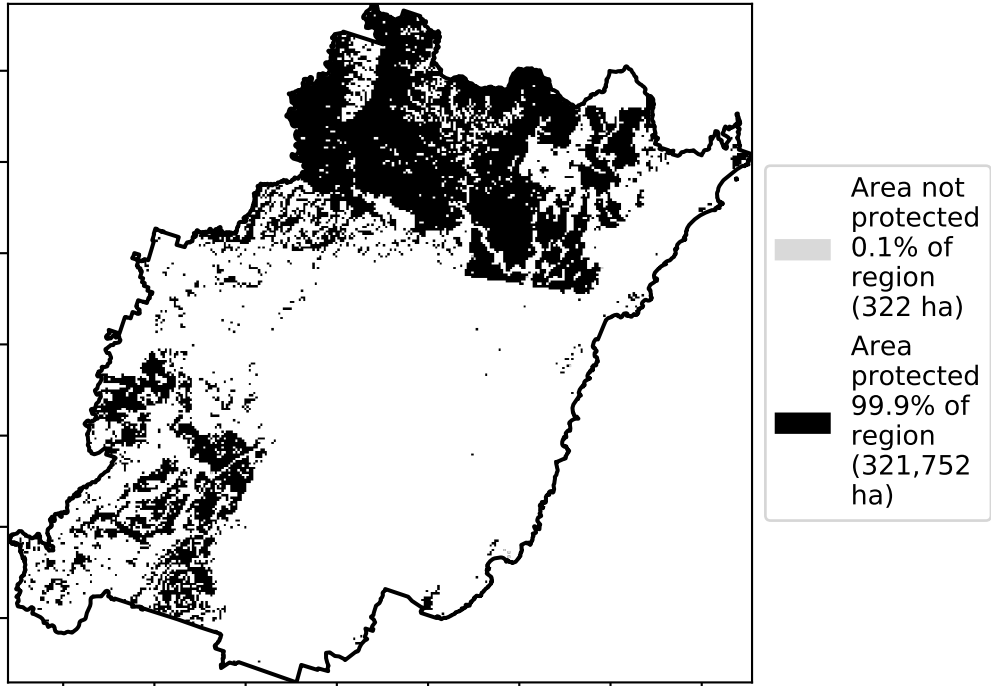 Area not
protected
0.1% of
region
(322 ha)
Area
protected
99.9% of
region
(321,752
ha)